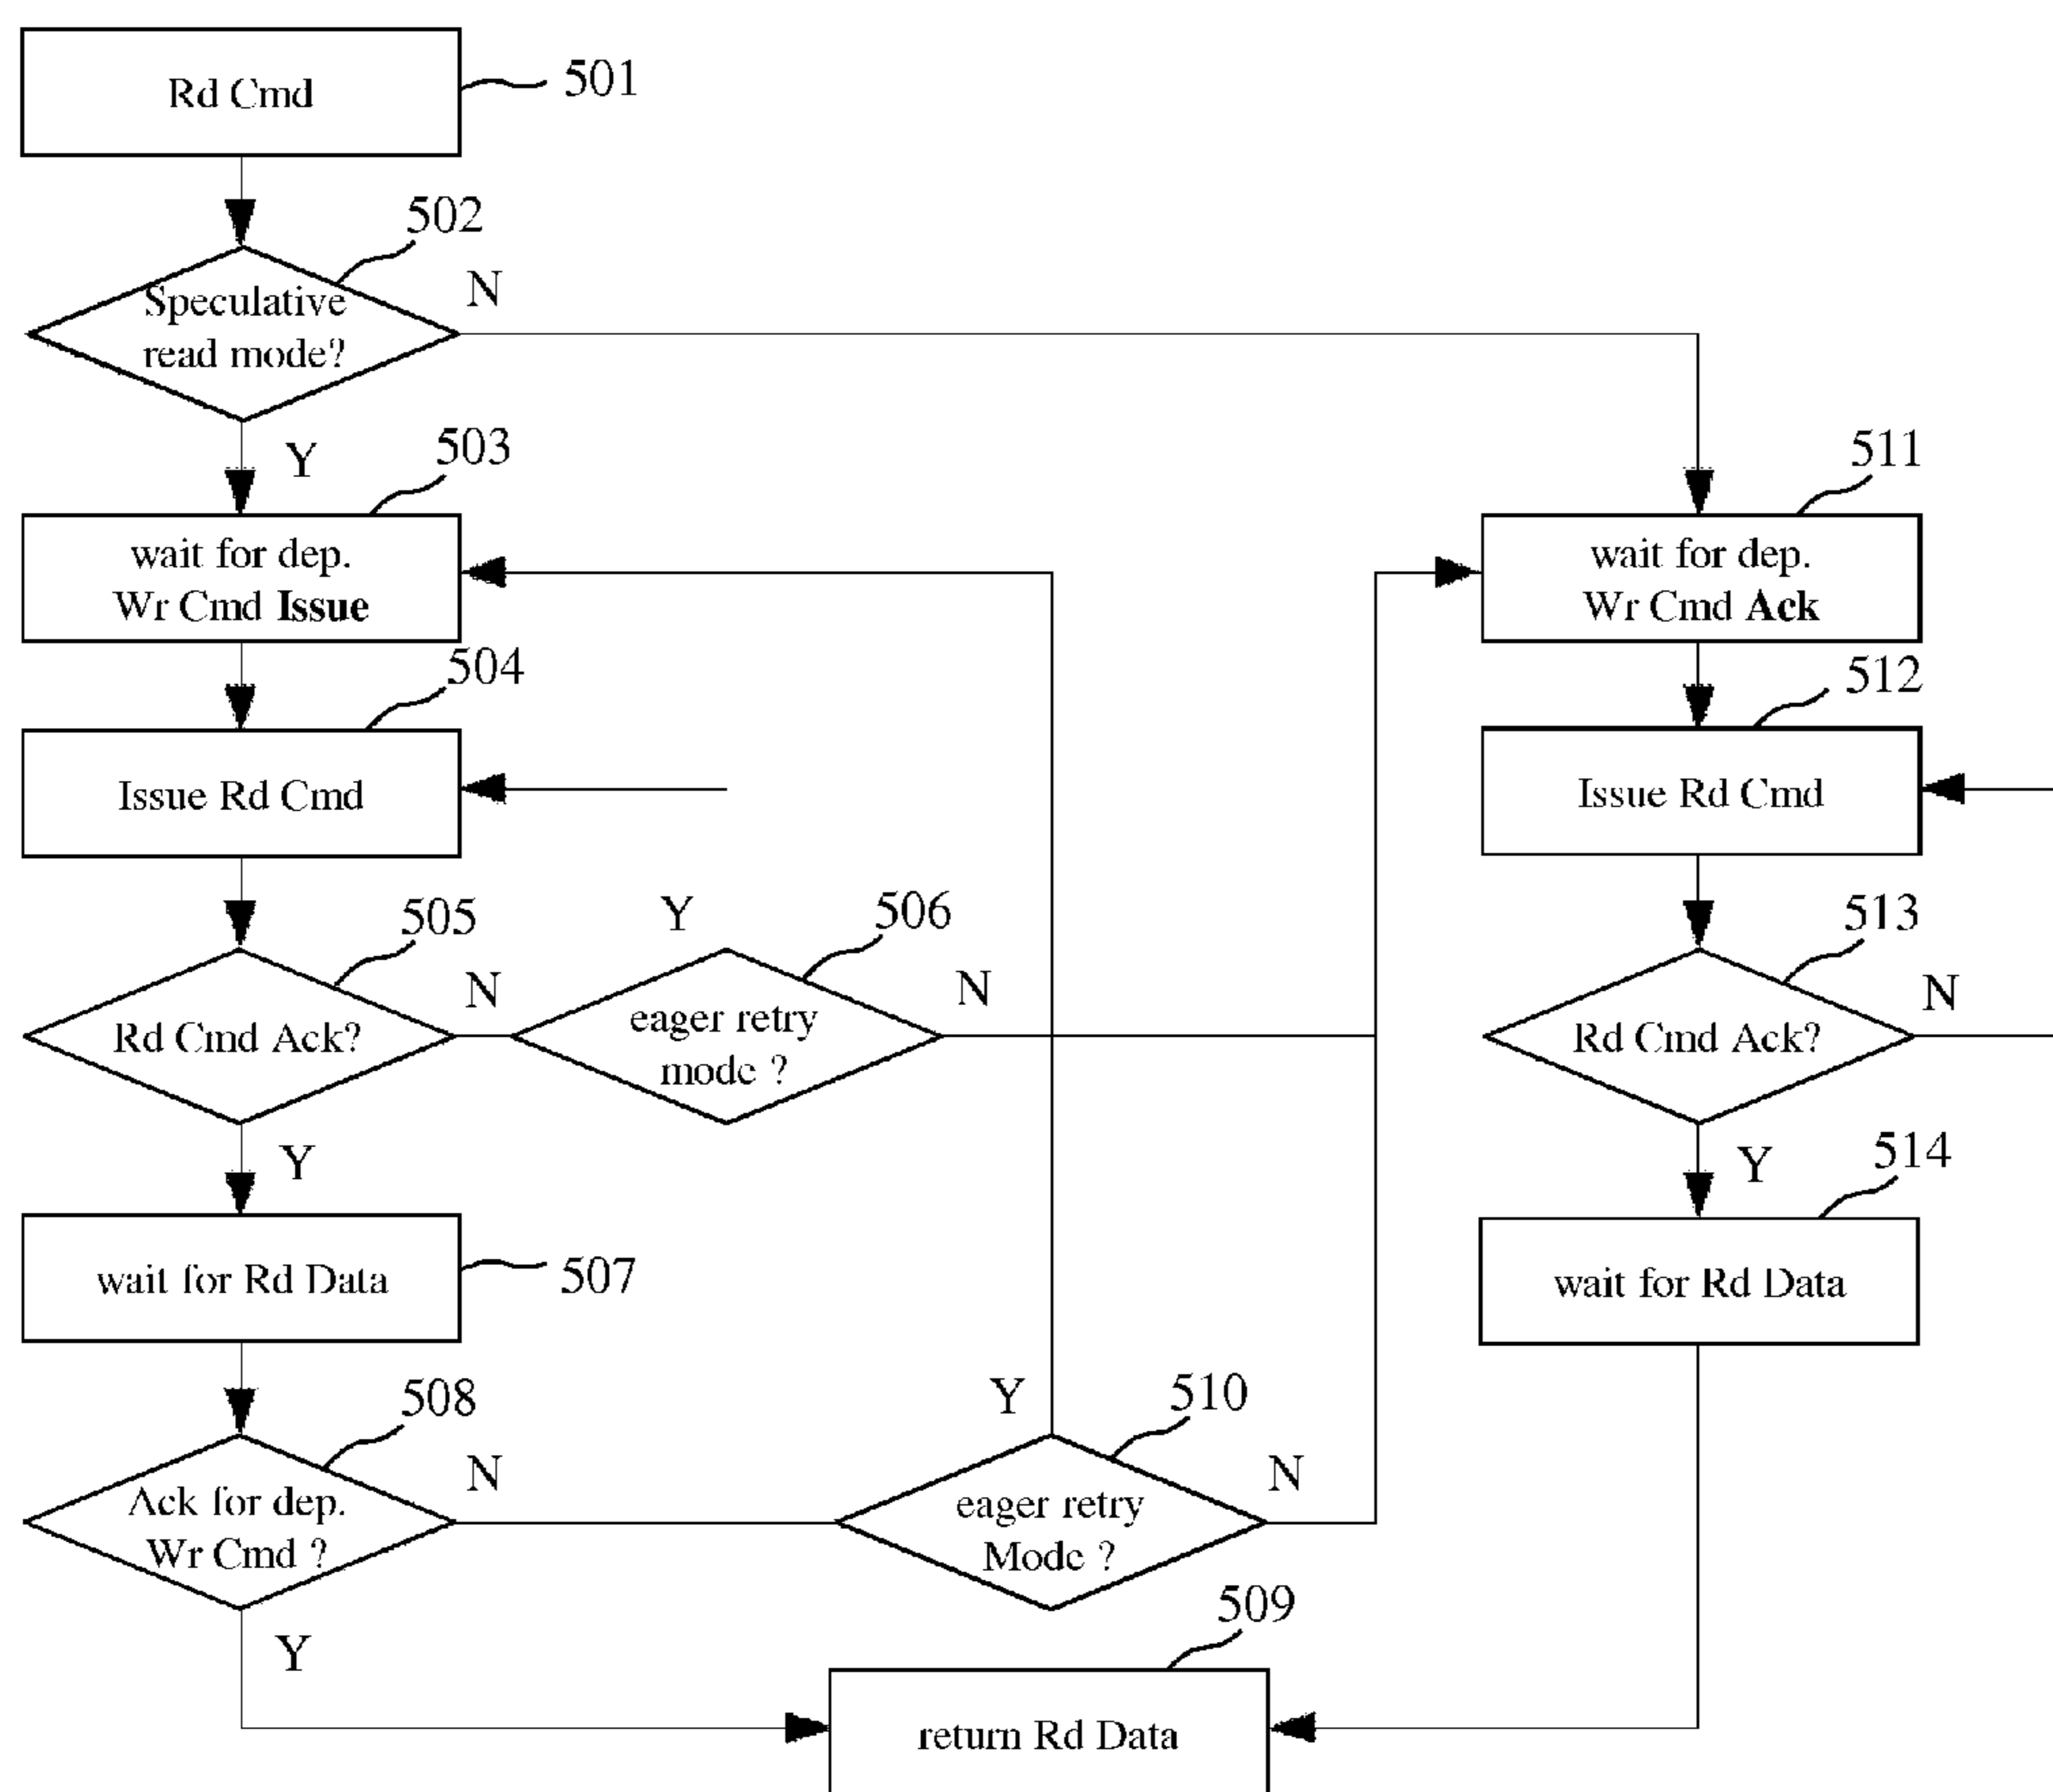 Rd Cmd
501
502
Speculative
read mode?
N
Y
503
wait for dep.
Wr Cmd Issue
511
wait for dep.
Wr Cmd Ack
504
Issue Rd Cmd
512
Issue Rd Cmd
505
Rd Cmd Ack?
N
Y
Y
506
eager retry
mode ?
N
513
Rd Cmd Ack?
N
Y
507
wait for Rd Data
514
wait for Rd Data
508
Ack for dep.
Wr Cmd ?
N
Y
Y
510
eager retry
Mode ?
N
509
return Rd Data